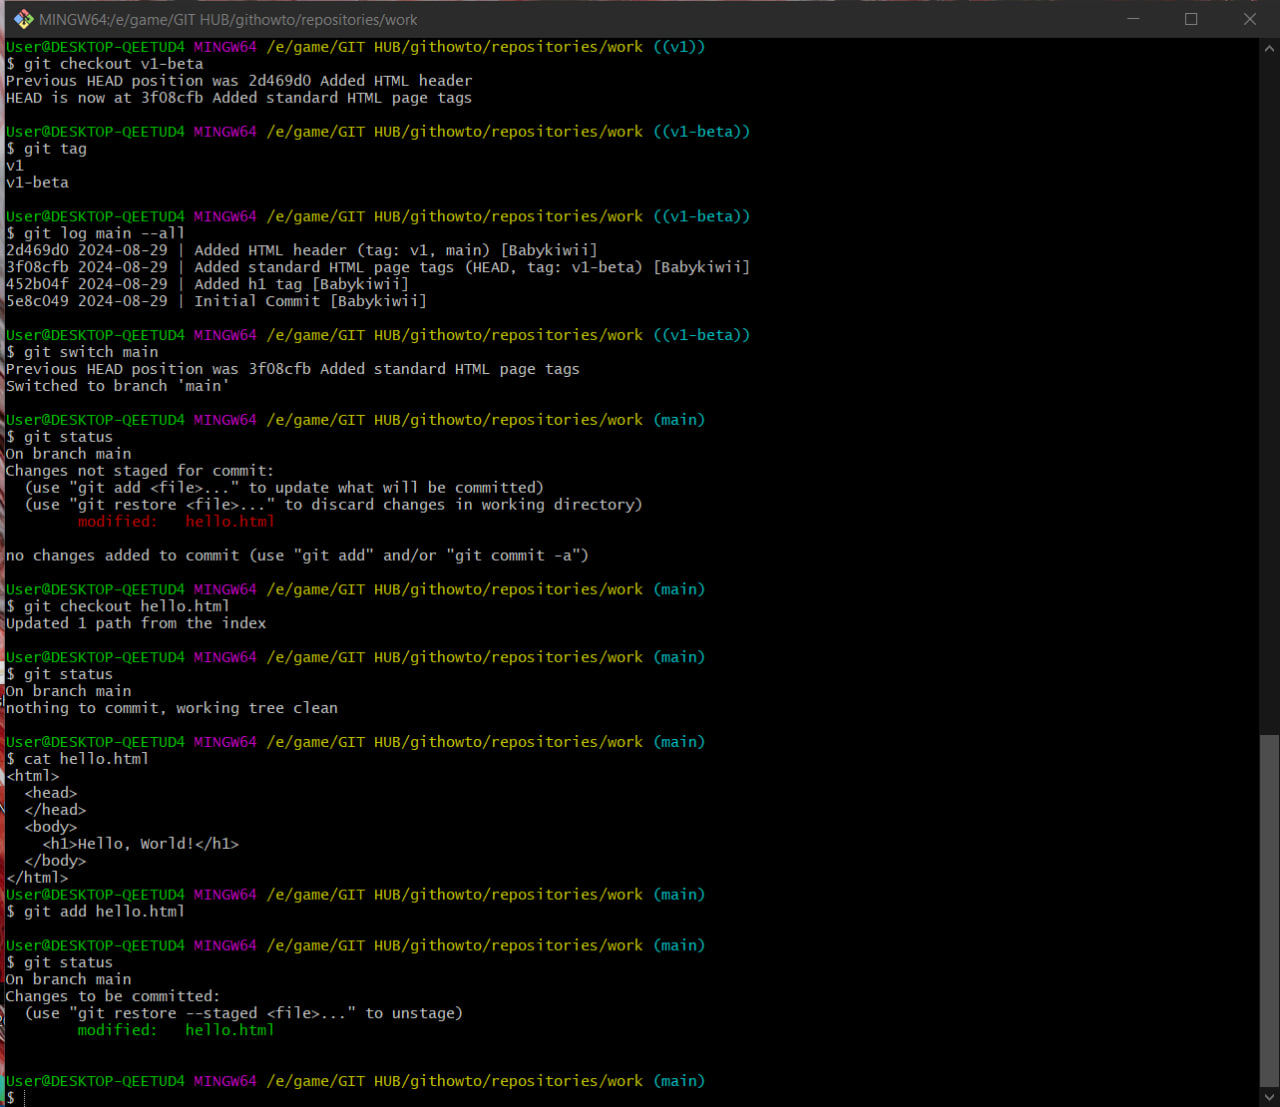 MINGW64:/e/game/GIT HUB/githowto/repositories/work
User@DESKTOP-QEETUD4 MINGW64 /e/game/GIT HUB/githowto/repositories/work ((v1))
$ git checkout v1-beta
Previous HEAD position was 2d469d0 Added HTML header
HEAD is now at 3f08cfb Added standard HTML page tags
User@DESKTOP-QEETUD4 MINGW64 /e/game/GIT HUB/githowto/repositories/work ((v1-beta))
$ git tag
v1
v1-beta
User@DESKTOP-QEETUD4 MINGW64 /e/game/GIT HUB/githowto/repositories/work ((v1-beta))
$ git log main --all
2d469d0 2024-08-29 | Added HTML header (tag: v1, main) [Babykiwii]
3f08cfb 2024-08-29 | Added standard HTML page tags (HEAD, tag: v1-beta) [Babykiwii]
452b04f 2024-08-29 | Added h1 tag [Babykiwii]
5e8c049 2024-08-29 | Initial Commit [Babykiwii]
User@DESKTOP-QEETUD4 MINGW64 /e/game/GIT HUB/githowto/repositories/work ((v1-beta))
$ git switch main
Previous HEAD position was 3f08cfb Added standard HTML page tags
Switched to branch 'main'
User@DESKTOP-QEETUD4 MINGW64 /e/game/GIT HUB/githowto/repositories/work (main)
$ git status
On branch main
Changes not staged for commit:
  (use "git add <file>..." to update what will be committed)
  (use "git restore <file>..." to discard changes in working directory)
        modified:   hello.html
no changes added to commit (use "git add" and/or "git commit -a")
User@DESKTOP-QEETUD4 MINGW64 /e/game/GIT HUB/githowto/repositories/work (main)
$ git checkout hello.html
Updated 1 path from the index
User@DESKTOP-QEETUD4 MINGW64 /e/game/GIT HUB/githowto/repositories/work (main)
$ git status
On branch main
nothing to commit, working tree clean
User@DESKTOP-QEETUD4 MINGW64 /e/game/GIT HUB/githowto/repositories/work (main)
$ cat hello.html
<html>
  <head>
  </head>
  <body>
    <h1>Hello, World!</h1>
  </body>
</html>
User@DESKTOP-QEETUD4 MINGW64 /e/game/GIT HUB/githowto/repositories/work (main)
$ git add hello.html
User@DESKTOP-QEETUD4 MINGW64 /e/game/GIT HUB/githowto/repositories/work (main)
$ git status
On branch main
Changes to be committed:
  (use "git restore --staged <file>..." to unstage)
        modified:   hello.html
User@DESKTOP-QEETUD4 MINGW64 /e/game/GIT HUB/githowto/repositories/work (main)
$